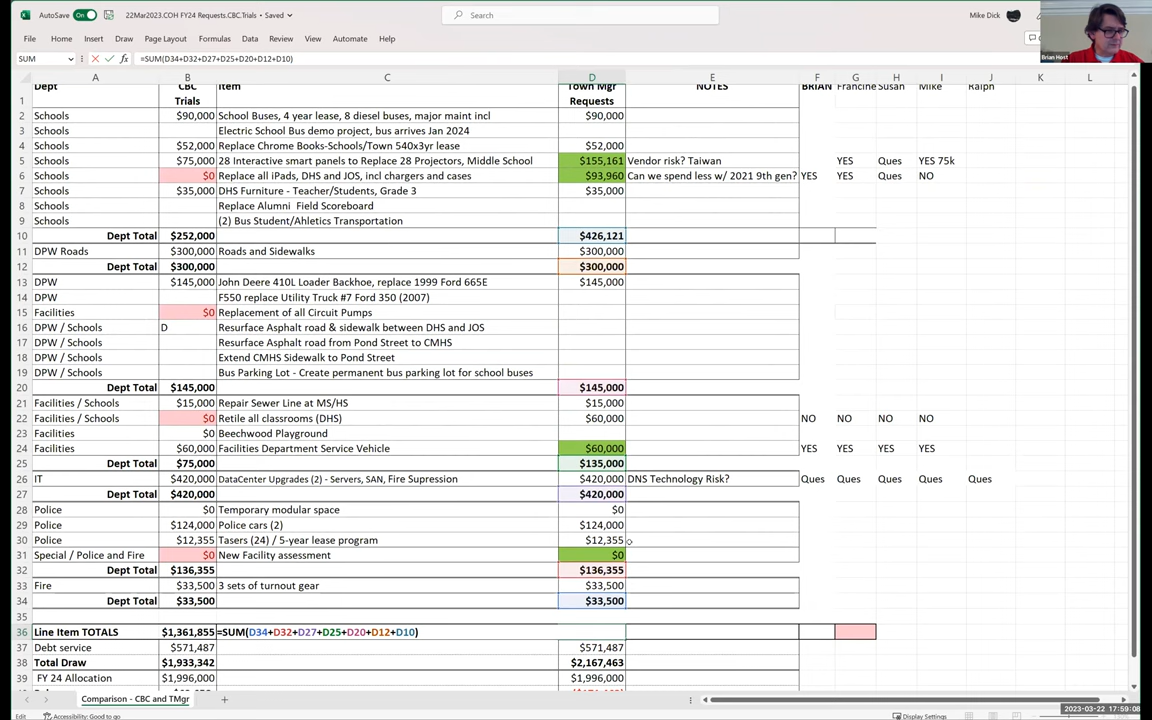 AutoSave On 22Mar2023.COH FY24 Requests.CBC.Trials • Saved Search Mike Dick
File Home Insert Draw Page Layout Formulas Data Review View Automate Help
Brian Host
SUM fx =SUM(D34+D32+D27+D25+D20+D12+D10)
A B C D E F G H I J K L
1 Dept CBC Trials Item Town Mgr Requests NOTES BRIAN Francine Susan Mike Ralph
2 Schools $90,000 School Buses, 4 year lease, 8 diesel buses, major maint incl $90,000
3 Schools Electric School Bus demo project, bus arrives Jan 2024
4 Schools $52,000 Replace Chrome Books-Schools/Town 540x3yr lease $52,000
5 Schools $75,000 28 Interactive smart panels to Replace 28 Projectors, Middle School $155,161 Vendor risk? Taiwan YES Ques YES 75k
6 Schools $0 Replace all iPads, DHS and JOS, incl chargers and cases $93,960 Can we spend less w/ 2021 9th gen? YES YES Ques NO
7 Schools $35,000 DHS Furniture - Teacher/Students, Grade 3 $35,000
8 Schools Replace Alumni Field Scoreboard
9 Schools (2) Bus Student/Ahletics Transportation
10 Dept Total $252,000 $426,121
11 DPW Roads $300,000 Roads and Sidewalks $300,000
12 Dept Total $300,000 $300,000
13 DPW $145,000 John Deere 410L Loader Backhoe, replace 1999 Ford 665E $145,000
14 DPW F550 replace Utility Truck #7 Ford 350 (2007)
15 Facilities $0 Replacement of all Circuit Pumps
16 DPW / Schools D Resurface Asphalt road & sidewalk between DHS and JOS
17 DPW / Schools Resurface Asphalt road from Pond Street to CMHS
18 DPW / Schools Extend CMHS Sidewalk to Pond Street
19 DPW / Schools Bus Parking Lot - Create permanent bus parking lot for school buses
20 Dept Total $145,000 $145,000
21 Facilities / Schools $15,000 Repair Sewer Line at MS/HS $15,000
22 Facilities / Schools $0 Retile all classrooms (DHS) $60,000 NO NO NO NO
23 Facilities $0 Beechwood Playground
24 Facilities $60,000 Facilities Department Service Vehicle $60,000 YES YES YES YES
25 Dept Total $75,000 $135,000
26 IT $420,000 DataCenter Upgrades (2) - Servers, SAN, Fire Supression $420,000 DNS Technology Risk? Ques Ques Ques Ques Ques
27 Dept Total $420,000 $420,000
28 Police $0 Temporary modular space $0
29 Police $124,000 Police cars (2) $124,000
30 Police $12,355 Tasers (24) / 5-year lease program $12,355
31 Special / Police and Fire $0 New Facility assessment $0
32 Dept Total $136,355 $136,355
33 Fire $33,500 3 sets of turnout gear $33,500
34 Dept Total $33,500 $33,500
35
36 Line Item TOTALS $1,361,855 =SUM(D34+D32+D27+D25+D20+D12+D10)
37 Debt service $571,487 $571,487
38 Total Draw $1,933,342 $2,167,463
39 FY 24 Allocation $1,996,000 $1,996,000
Comparison - CBC and TMgr
2023-03-22 17:59:08
Edit Accessibility: Good to go Display Settings